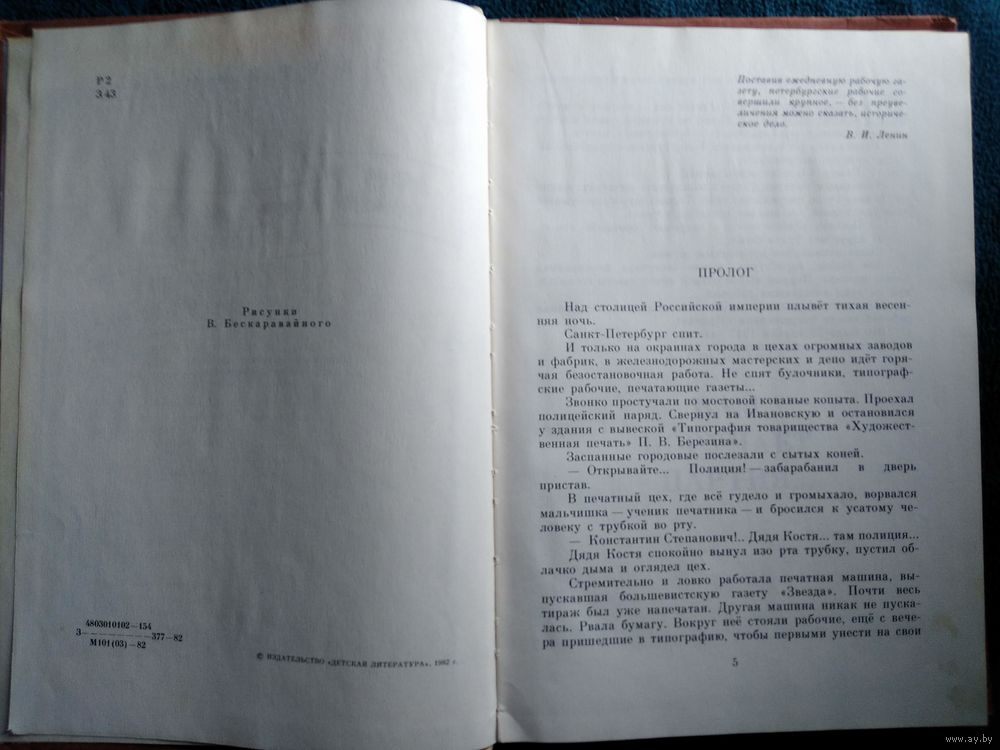 Р 2
З 43
Рисунки
В. Бескаравайного
4803010102—154
З——————377—82
М101(03)—82
© ИЗДАТЕЛЬСТВО «ДЕТСКАЯ ЛИТЕРАТУРА», 1982 г.
Поставив ежедневную рабочую га-
зету, петербургские рабочие со-
вершили крупное, — без преуве-
личения можно сказать, историче-
ское дело.
В. И. Ленин
ПРОЛОГ
Над столицей Российской империи плывёт тихая весен-
няя ночь.
Санкт-Петербург спит.
И только на окраинах города в цехах огромных заводов
и фабрик, в железнодорожных мастерских и депо идёт горя-
чая безостановочная работа. Не спят булочники, типограф-
ские рабочие, печатающие газеты...
Звонко простучали по мостовой кованые копыта. Проехал
полицейский наряд. Свернул на Ивановскую и остановился
у здания с вывеской «Типография товарищества «Художест-
венная печать» П. В. Березина».
Заспанные городовые послезали с сытых коней.
— Открывайте... Полиция! — забарабанил в дверь
пристав.
В печатный цех, где всё гудело и громыхало, ворвался
мальчишка — ученик печатника — и бросился к усатому че-
ловеку с трубкой во рту.
— Константин Степанович!.. Дядя Костя... там полиция...
Дядя Костя спокойно вынул изо рта трубку, пустил об-
лачко дыма и оглядел цех.
Стремительно и ловко работала печатная машина, вы-
пускавшая большевистскую газету «Звезда». Почти весь
тираж был уже напечатан. Другая машина никак не пуска-
лась. Рвала бумагу. Вокруг неё стояли рабочие, ещё с вече-
ра пришедшие в типографию, чтобы первыми унести на свои
5
www.ay.by